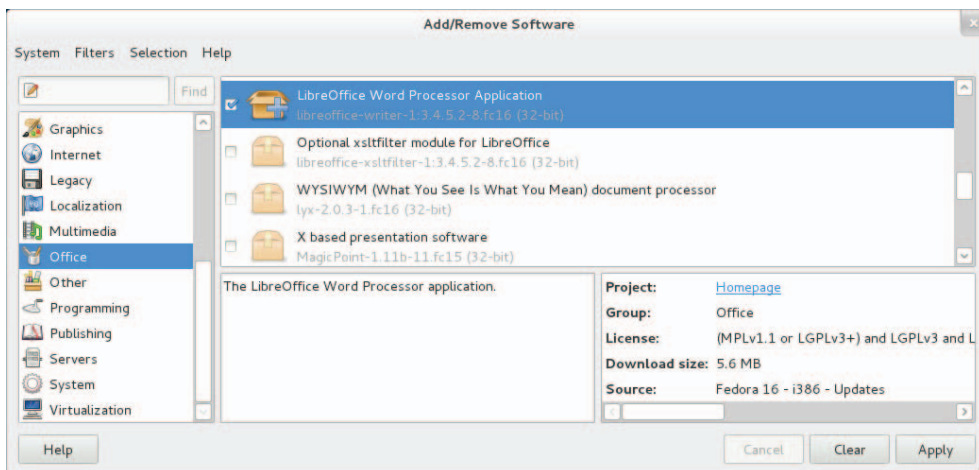 Add/Remove Software
System Filters Selection Help
Find
Graphics
Internet
Legacy
Localization
Multimedia
Office
Other
Programming
Publishing
Servers
System
Virtualization
LibreOffice Word Processor Application
libreoffice-writer-1:3.4.5.2-8.fc16 (32-bit)
Optional xsltfilter module for LibreOffice
libreoffice-xsltfilter-1:3.4.5.2-8.fc16 (32-bit)
WYSIWYM (What You See Is What You Mean) document processor
lyx-2.0.3-1.fc16 (32-bit)
X based presentation software
MagicPoint-1.11b-11.fc15 (32-bit)
The LibreOffice Word Processor application.
Project: Homepage
Group: Office
License: (MPLv1.1 or LGPLv3+) and LGPLv3 and L
Download size: 5.6 MB
Source: Fedora 16 - i386 - Updates
Help
Cancel Clear Apply